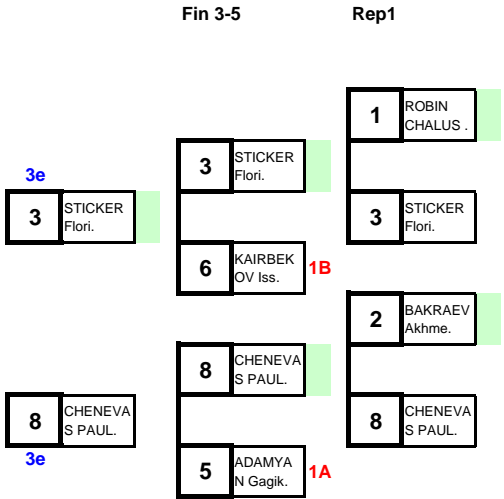 Fin 3-5
Rep1
1
ROBIN
CHALUS .
3
STICKER
Flori.
3e
3
STICKER
Flori.
3
STICKER
Flori.
6
KAIRBEK
OV Iss.
1B
2
BAKRAEV
Akhme.
8
CHENEVA
S PAUL.
8
CHENEVA
S PAUL.
8
CHENEVA
S PAUL.
3e
5
ADAMYA
N Gagik.
1A